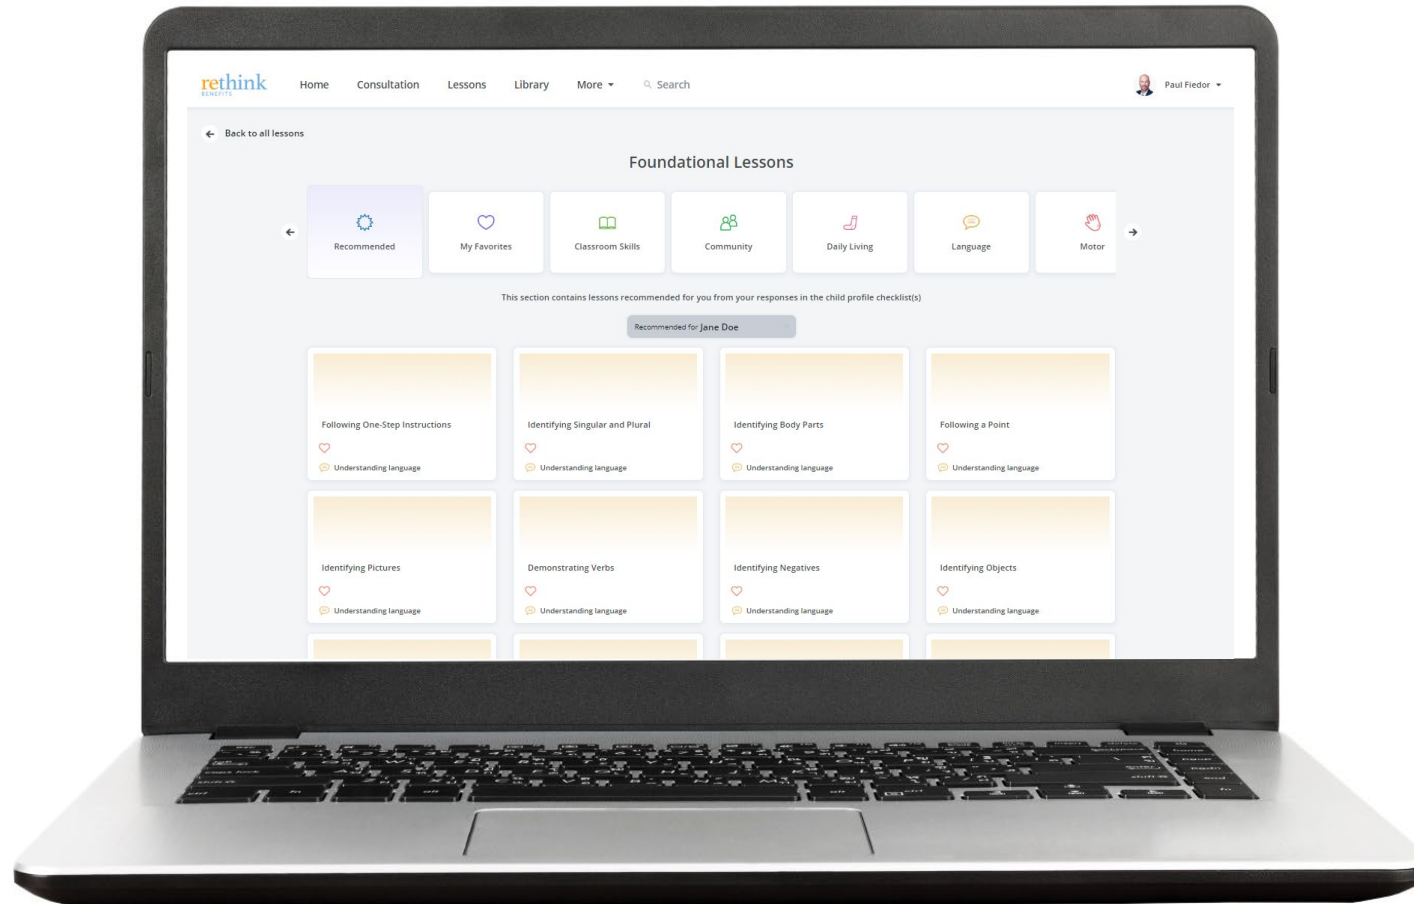 rethink
BENEFITS
Home Consultation Lessons Library More Search
Paul Fiedor
Back to all lessons
Foundational Lessons
Recommended
My Favorites
Classroom Skills
Community
Daily Living
Language
Motor
This section contains lessons recommended for you from your responses in the child profile checklist(s)
Recommended for Jane Doe
Following One-Step Instructions
Understanding language
Identifying Singular and Plural
Understanding language
Identifying Body Parts
Understanding language
Following a Point
Understanding language
Identifying Pictures
Understanding language
Demonstrating Verbs
Understanding language
Identifying Negatives
Understanding language
Identifying Objects
Understanding language